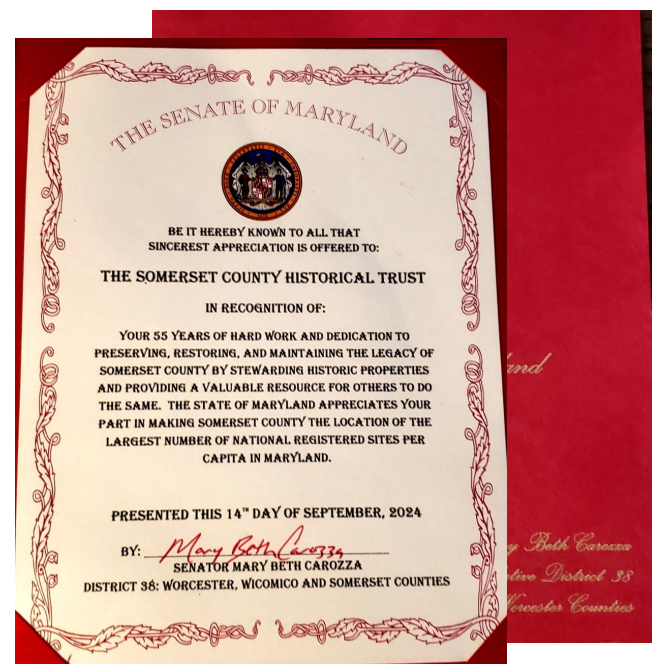 THE SENATE OF MARYLAND
BE IT HEREBY KNOWN TO ALL THAT
SINCEREST APPRECIATION IS OFFERED TO:
THE SOMERSET COUNTY HISTORICAL TRUST
IN RECOGNITION OF:
YOUR 55 YEARS OF HARD WORK AND DEDICATION TO
PRESERVING, RESTORING, AND MAINTAINING THE LEGACY OF
SOMERSET COUNTY BY STEWARDING HISTORIC PROPERTIES
AND PROVIDING A VALUABLE RESOURCE FOR OTHERS TO DO
THE SAME. THE STATE OF MARYLAND APPRECIATES YOUR
PART IN MAKING SOMERSET COUNTY THE LOCATION OF THE
LARGEST NUMBER OF NATIONAL REGISTERED SITES PER
CAPITA IN MARYLAND.
PRESENTED THIS 14TH DAY OF SEPTEMBER, 2024
BY: Mary Beth Carozza
SENATOR MARY BETH CAROZZA
DISTRICT 38: WORCESTER, WICOMICO AND SOMERSET COUNTIES
and
y Beth Carozza
ative District 38
Worcester Counties